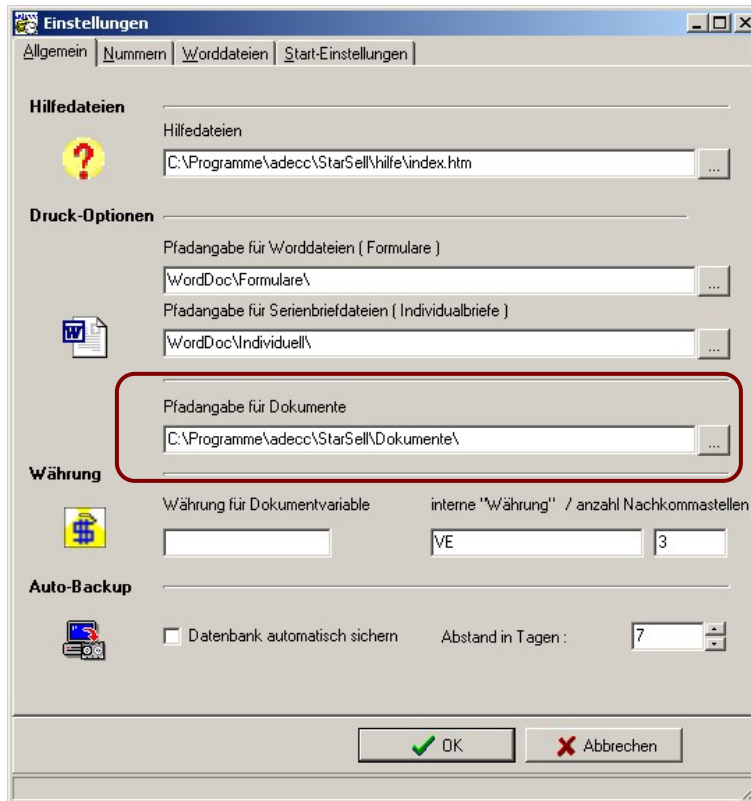 Einstellungen
Allgemein Nummern Worddateien Start-Einstellungen
Hilfedateien
Hilfedateien
C:\Programme\adecc\StarSell\hilfe\index.htm ...
Druck-Optionen
Pfadangabe für Worddateien ( Formulare )
WordDoc\Formulare\ ...
Pfadangabe für Serienbriefdateien ( Individualbriefe )
WordDoc\Individuell\ ...
Pfadangabe für Dokumente
C:\Programme\adecc\StarSell\Dokumente\ ...
Währung
Währung für Dokumentvariable interne "Währung" / anzahl Nachkommastellen
VE 3
Auto-Backup
Datenbank automatisch sichern Abstand in Tagen : 7
OK Abbrechen